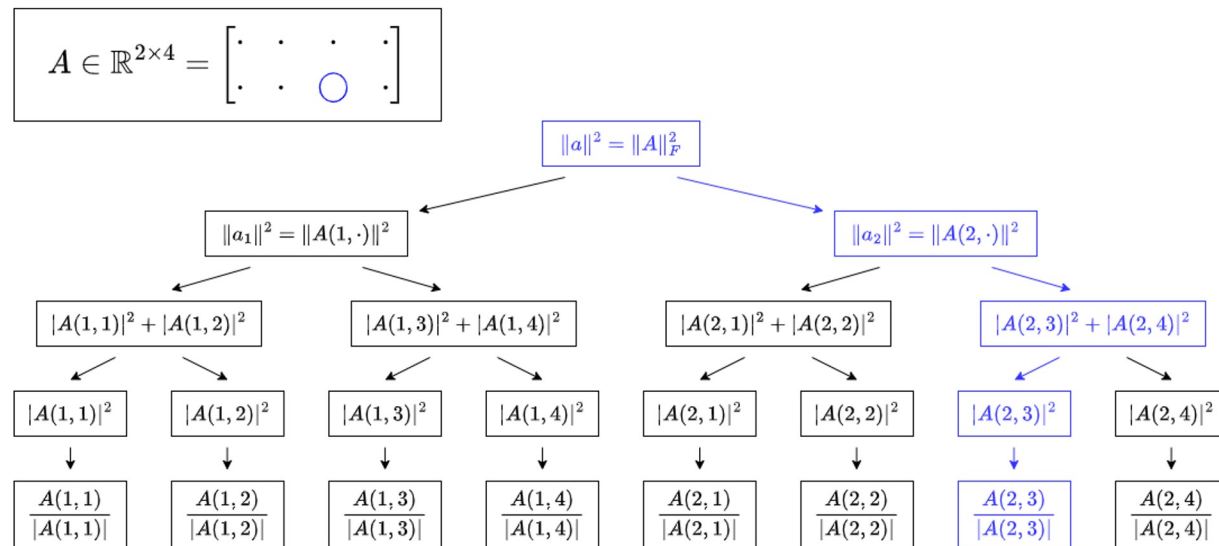 A ∈ ℝ^{2×4} = [· · · · ; · · ◯ ·]
‖a‖² = ‖A‖_F²
‖a₁‖² = ‖A(1,·)‖² ‖a₂‖² = ‖A(2,·)‖²
|A(1,1)|² + |A(1,2)|² |A(1,3)|² + |A(1,4)|² |A(2,1)|² + |A(2,2)|² |A(2,3)|² + |A(2,4)|²
|A(1,1)|² |A(1,2)|² |A(1,3)|² |A(1,4)|² |A(2,1)|² |A(2,2)|² |A(2,3)|² |A(2,4)|²
A(1,1) A(1,2) A(1,3) A(1,4) A(2,1) A(2,2) A(2,3) A(2,4)
|A(1,1)| |A(1,2)| |A(1,3)| |A(1,4)| |A(2,1)| |A(2,2)| |A(2,3)| |A(2,4)|